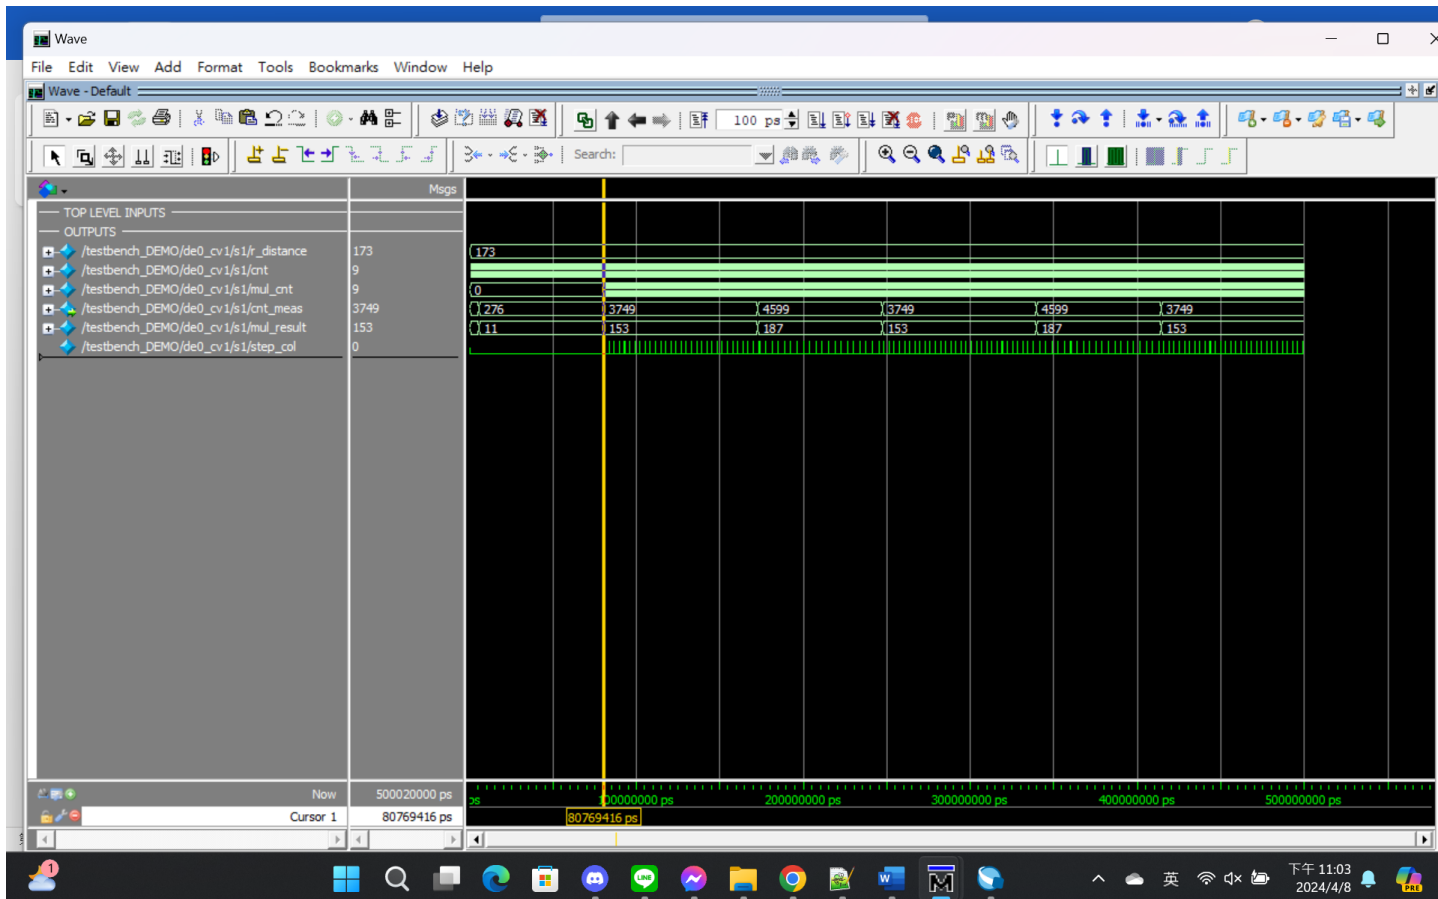 Wave
File Edit View Add Format Tools Bookmarks Window Help
Wave - Default
100 ps
Search:
Msgs
TOP LEVEL INPUTS
OUTPUTS
/testbench_DEMO/de0_cv1/s1/r_distance 173 173
/testbench_DEMO/de0_cv1/s1/cnt 9
/testbench_DEMO/de0_cv1/s1/mul_cnt 9 0
/testbench_DEMO/de0_cv1/s1/cnt_meas 3749 276 3749 4599 3749 4599 3749
/testbench_DEMO/de0_cv1/s1/mul_result 153 11 153 187 153 187 153
/testbench_DEMO/de0_cv1/s1/step_col 0
Now 500020000 ps ps 100000000 ps 200000000 ps 300000000 ps 400000000 ps 500000000 ps
Cursor 1 80769416 ps 80769416 ps
1
LINE
W
M
英
下午 11:03
2024/4/8
PRE